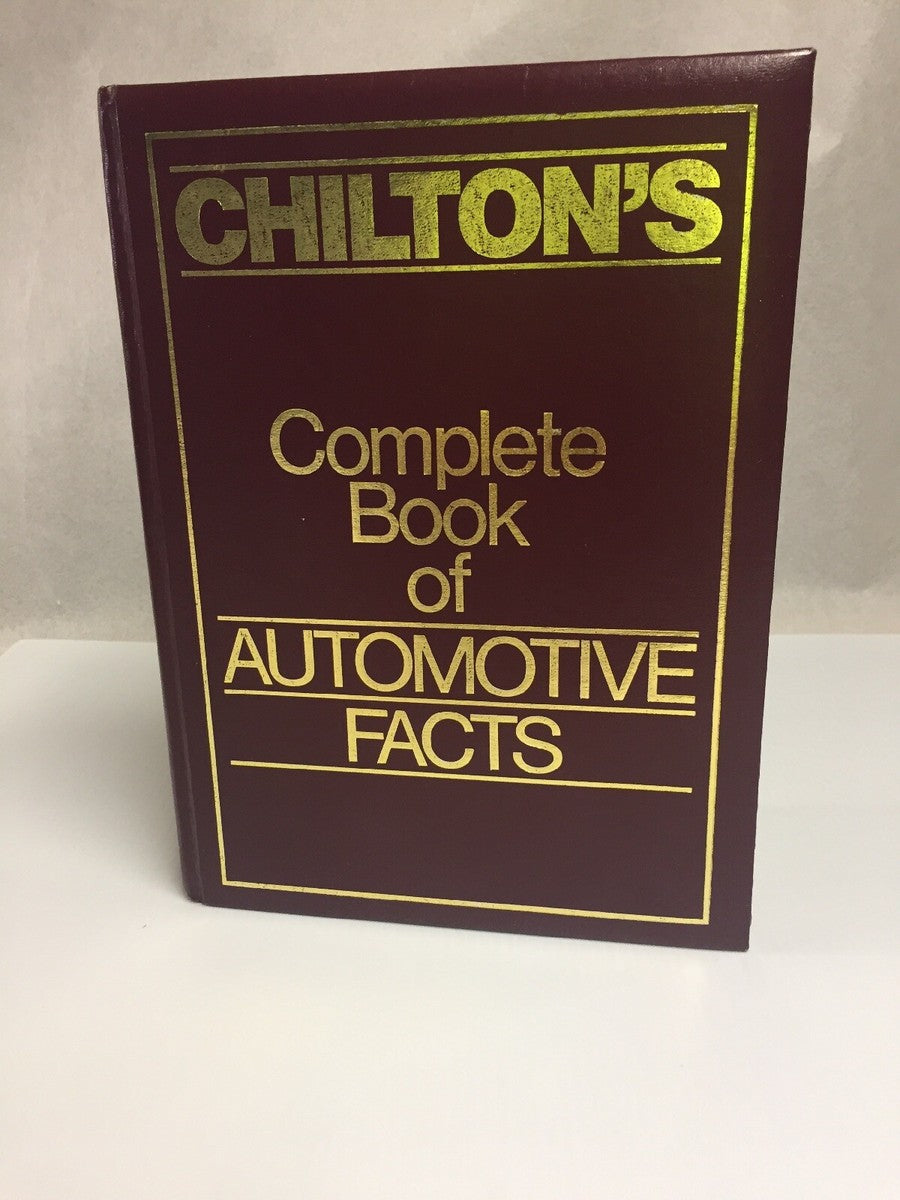 CHILTON'S
Complete
Book
of
AUTOMOTIVE
FACTS